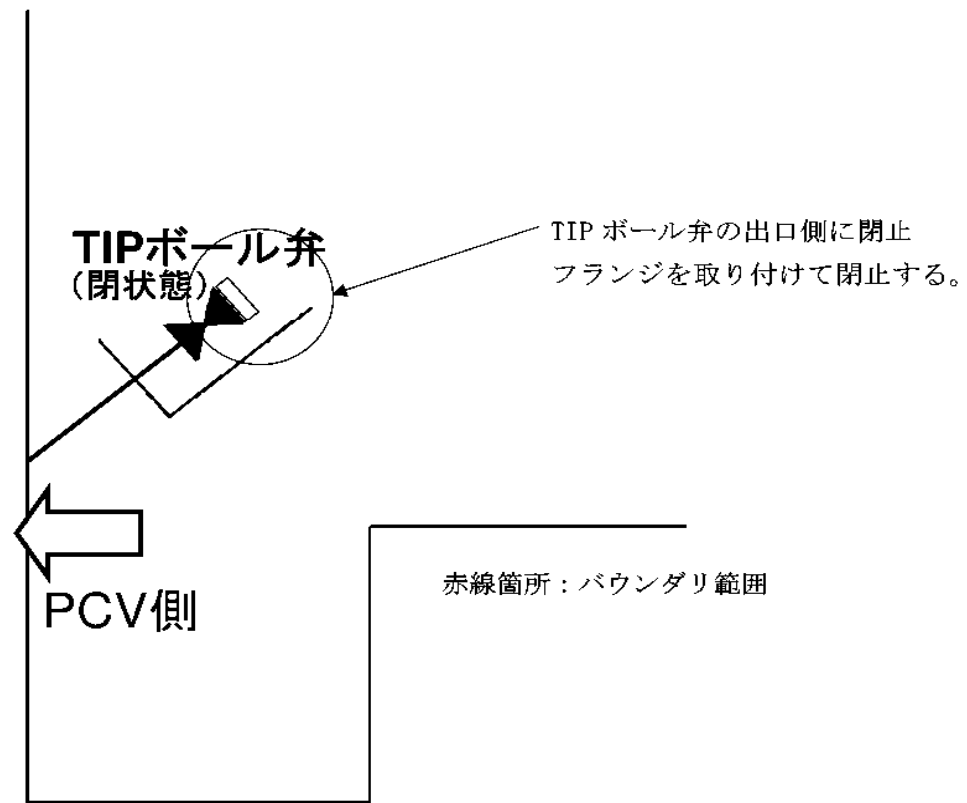 TIPボール弁
(閉状態)
TIP ボール弁の出口側に閉止
フランジを取り付けて閉止する。
PCV側
赤線箇所：バウンダリ範囲